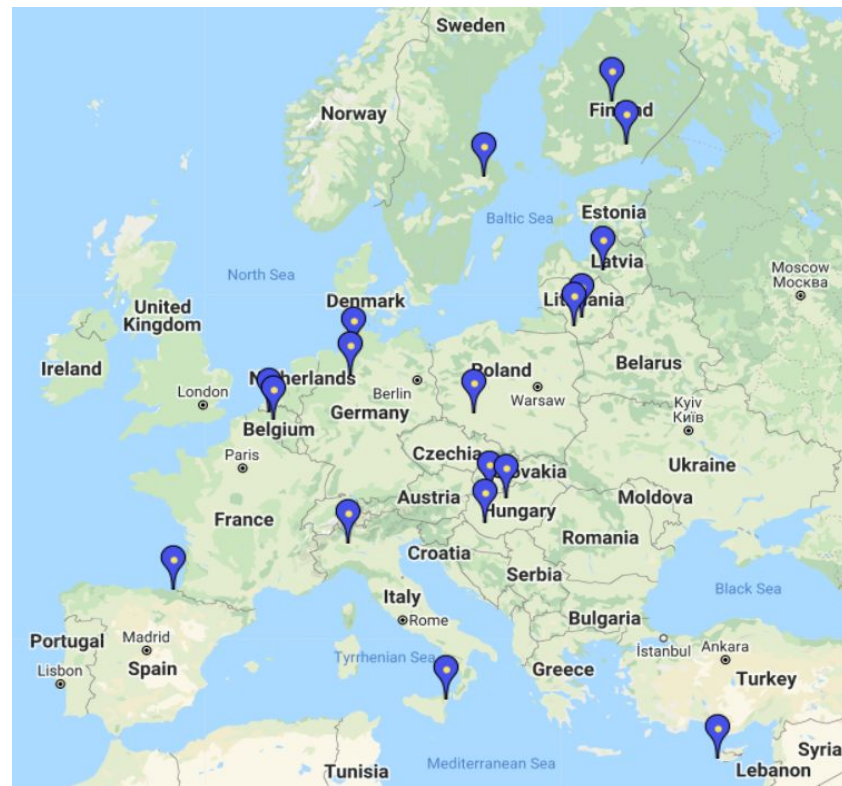 Sweden
Norway
Finland
Baltic Sea
Estonia
North Sea
Latvia
Moscow
Москва
Denmark
Lithuania
United
Kingdom
Ireland
Belarus
Netherlands
Poland
Berlin
Warsaw
London
Germany
Kyiv
Київ
Belgium
Paris
Czechia
Slovakia
Ukraine
Austria
Moldova
France
Hungary
Romania
Croatia
Serbia
Black Sea
Italy
Rome
Bulgaria
Portugal
Madrid
İstanbul
Ankara
Tyrrhenian Sea
Spain
Lisbon
Greece
Turkey
Syria
Mediterranean Sea
Tunisia
Lebanon